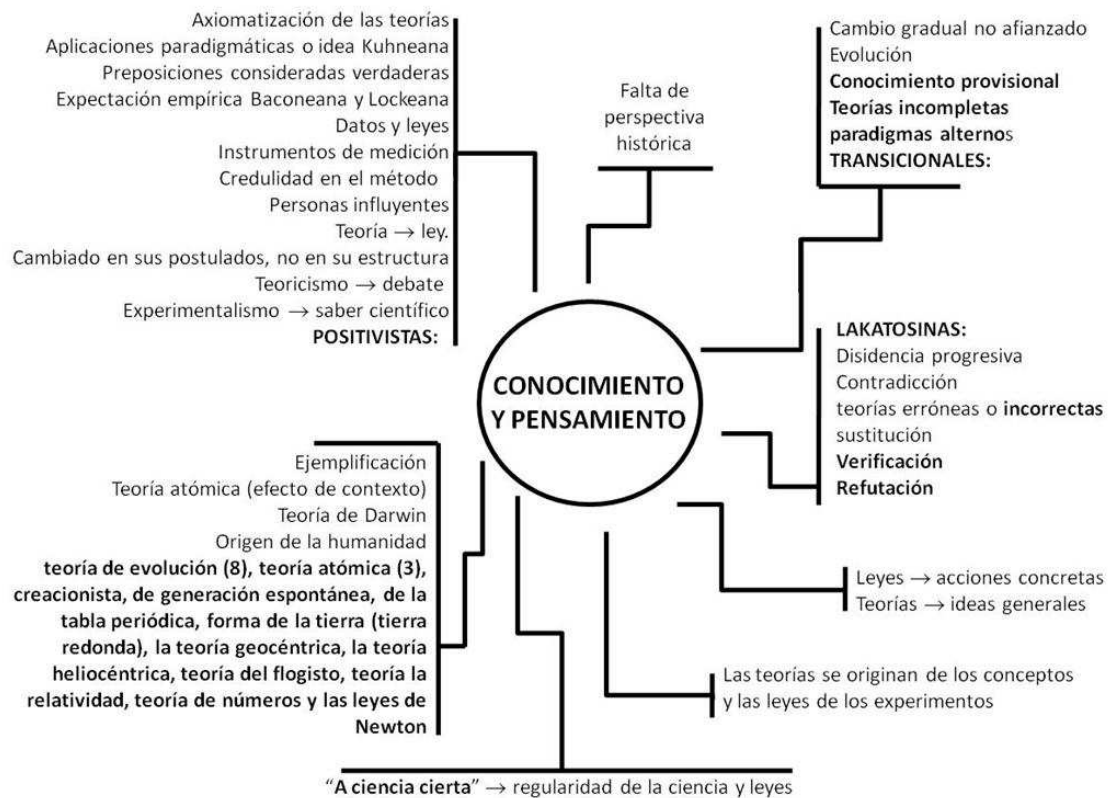 Axiomatización de las teorías
Aplicaciones paradigmáticas o idea Kuhneana
Preposiciones consideradas verdaderas
Expectación empírica Baconeana y Lockeana
Datos y leyes
Instrumentos de medición
Credulidad en el método
Personas influyentes
Teoría → ley.
Cambiado en sus postulados, no en su estructura
Teoricismo → debate
Experimentalismo → saber científico
POSITIVISTAS:
Falta de
perspectiva
histórica
Cambio gradual no afianzado
Evolución
Conocimiento provisional
Teorías incompletas
paradigmas alternos
TRANSICIONALES:
CONOCIMIENTO
Y PENSAMIENTO
LAKATOSINAS:
Disidencia progresiva
Contradicción
teorías erróneas o incorrectas
sustitución
Verificación
Refutación
Ejemplificación
Teoría atómica (efecto de contexto)
Teoría de Darwin
Origen de la humanidad
teoría de evolución (8), teoría atómica (3),
creacionista, de generación espontánea, de la
tabla periódica, forma de la tierra (tierra
redonda), la teoría geocéntrica, la teoría
heliocéntrica, teoría del flogisto, teoría la
relatividad, teoría de números y las leyes de
Newton
Leyes → acciones concretas
Teorías → ideas generales
Las teorías se originan de los conceptos
y las leyes de los experimentos
“A ciencia cierta” → regularidad de la ciencia y leyes